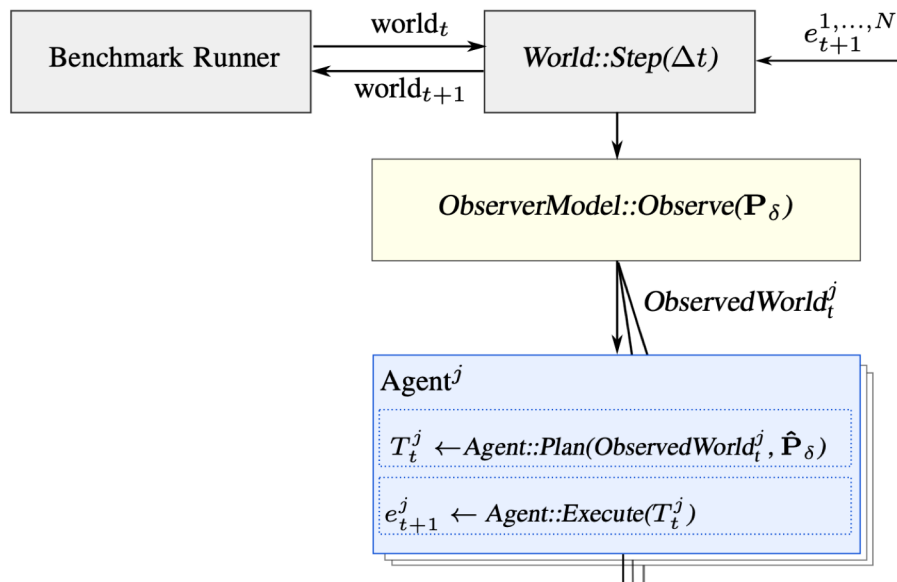 Benchmark Runner
world_t
world_{t+1}
World::Step(Δt)
e_{t+1}^{1,…,N}
ObserverModel::Observe(𝐏_δ)
ObservedWorld_t^j
Agent^j
T_t^j ← Agent::Plan(ObservedWorld_t^j, 𝐏̂_δ)
e_{t+1}^j ← Agent::Execute(T_t^j)